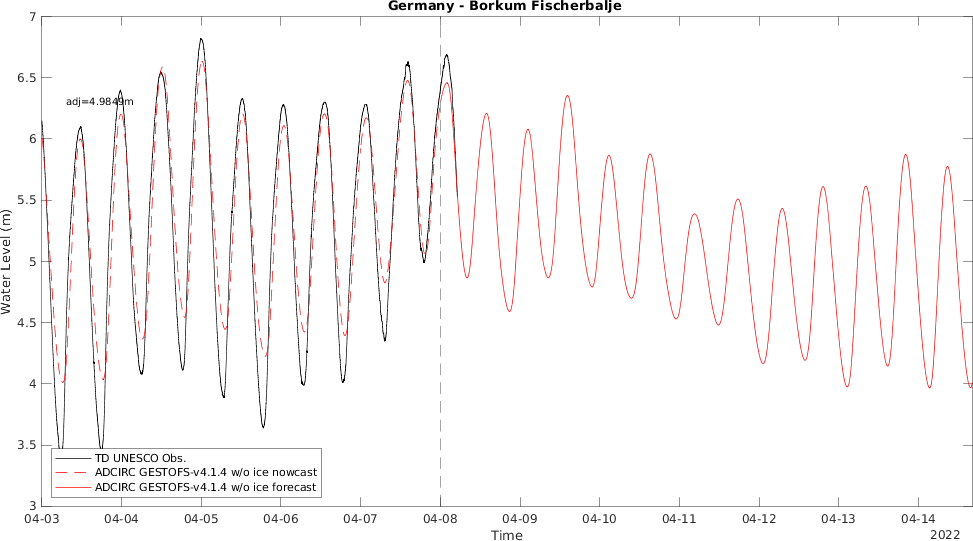 Germany - Borkum Fischerbalje
7
6.5
6
5.5
5
4.5
4
3.5
3
Water Level (m)
adj=4.9849m
TD UNESCO Obs.
ADCIRC GESTOFS-v4.1.4 w/o ice nowcast
ADCIRC GESTOFS-v4.1.4 w/o ice forecast
04-03 04-04 04-05 04-06 04-07 04-08 04-09 04-10 04-11 04-12 04-13 04-14
Time
2022